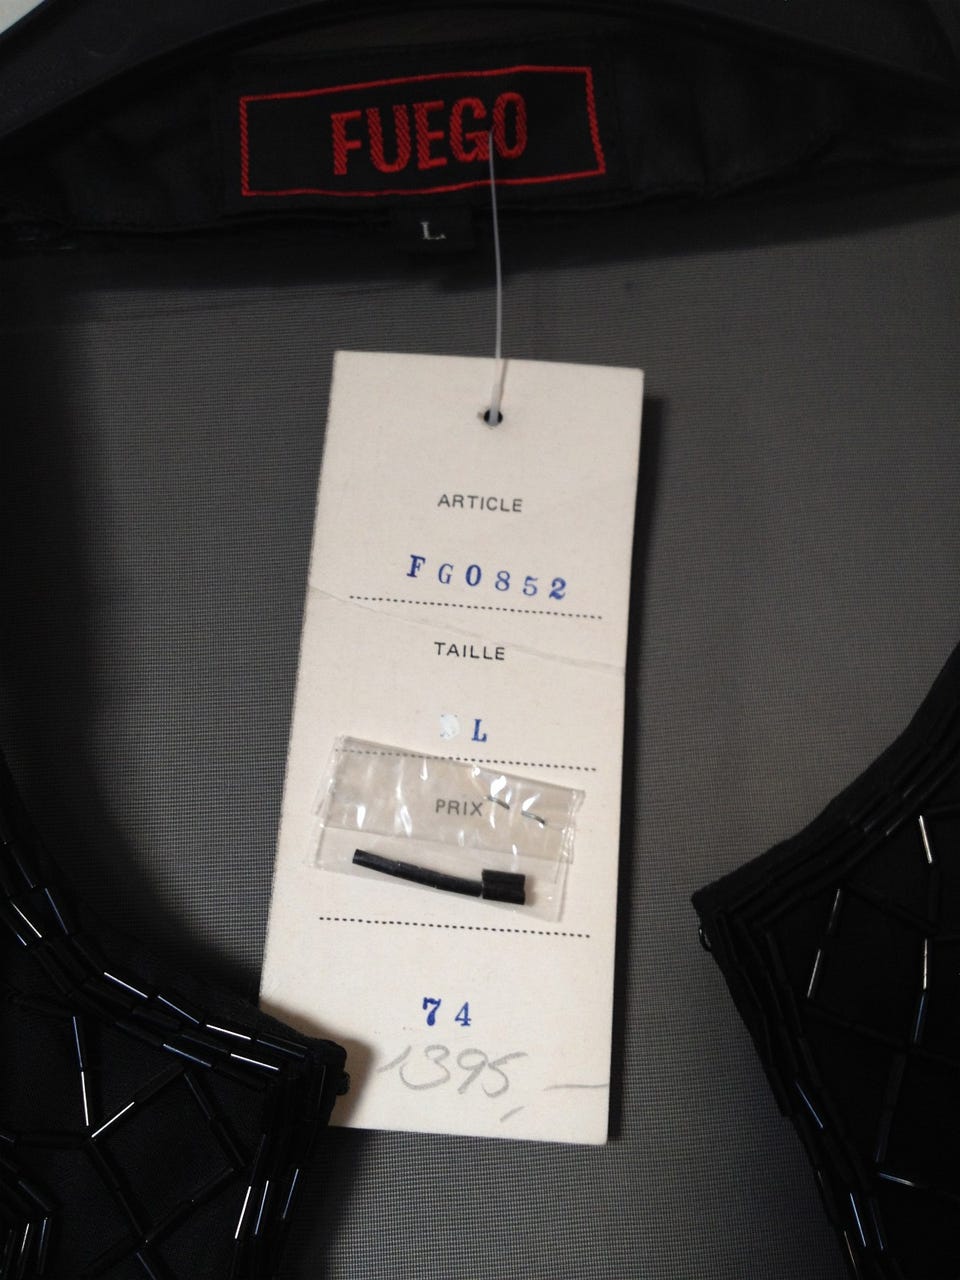 FUEGO
L
ARTICLE
FG0852
TAILLE
L
PRIX
74
1395,—